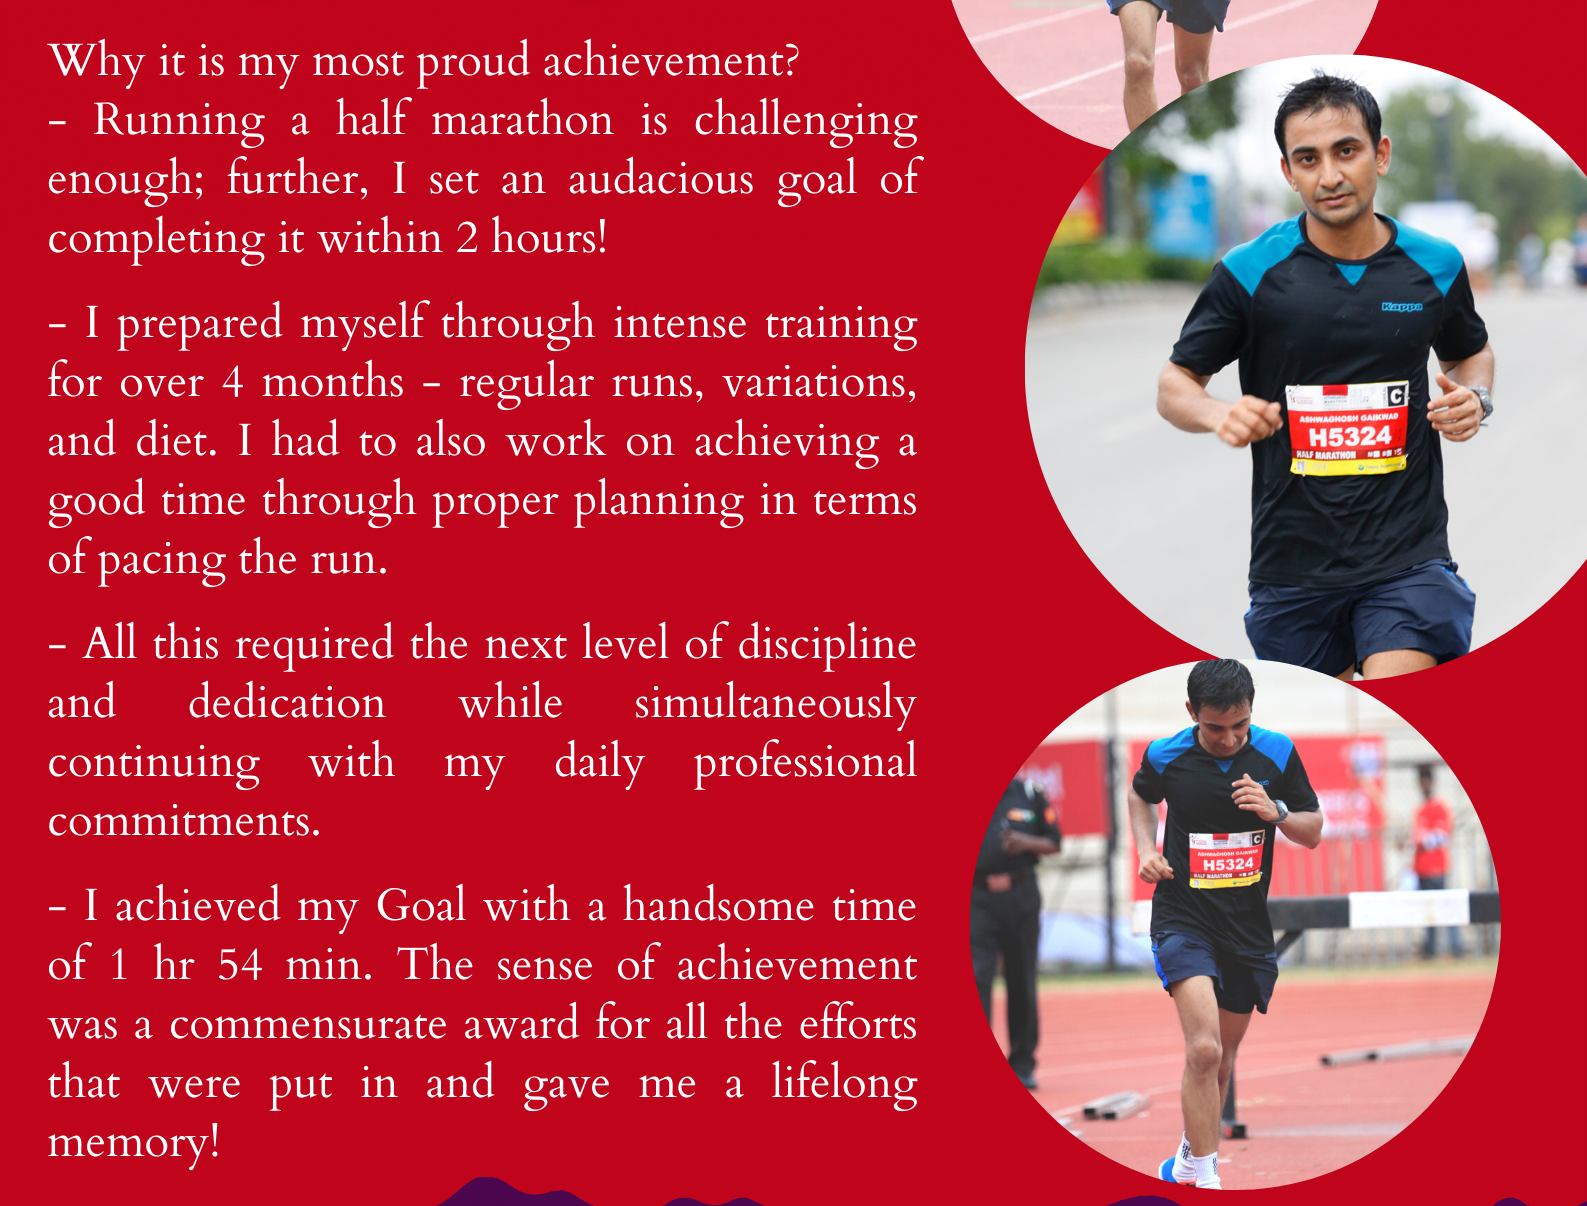 Why it is my most proud achievement?
- Running a half marathon is challenging
enough; further, I set an audacious goal of
completing it within 2 hours!
- I prepared myself through intense training
for over 4 months - regular runs, variations,
and diet. I had to also work on achieving a
good time through proper planning in terms
of pacing the run.
- All this required the next level of discipline
and dedication while simultaneously
continuing with my daily professional
commitments.
- I achieved my Goal with a handsome time
of 1 hr 54 min. The sense of achievement
was a commensurate award for all the efforts
that were put in and gave me a lifelong
memory!
Kappa
C
ASHWAGHOSH GAIKWAD
H5324
HALF MARATHON
C
ASHWAGHOSH GAIKWAD
H5324
HALF MARATHON